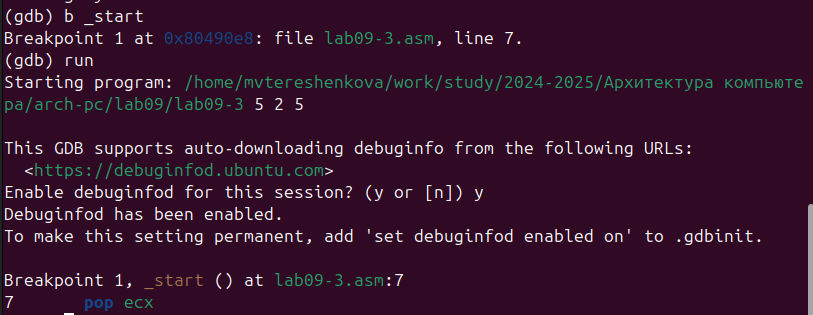 (gdb) b _start
Breakpoint 1 at 0x80490e8: file lab09-3.asm, line 7.
(gdb) run
Starting program: /home/mvtereshenkova/work/study/2024-2025/Архитектура компьюте
ра/arch-pc/lab09/lab09-3 5 2 5
This GDB supports auto-downloading debuginfo from the following URLs:
<https://debuginfod.ubuntu.com>
Enable debuginfod for this session? (y or [n]) y
Debuginfod has been enabled.
To make this setting permanent, add 'set debuginfod enabled on' to .gdbinit.
Breakpoint 1, _start () at lab09-3.asm:7
7 pop ecx